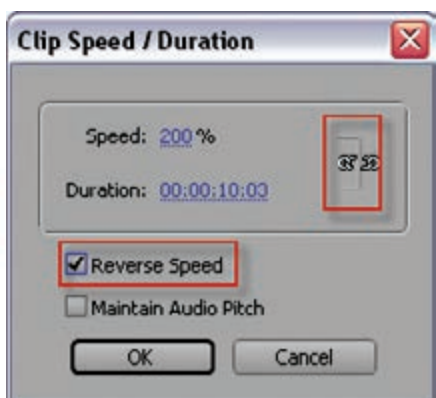 Clip Speed / Duration
Speed: 200 %
Duration: 00:00:10:03
Reverse Speed
Maintain Audio Pitch
OK Cancel